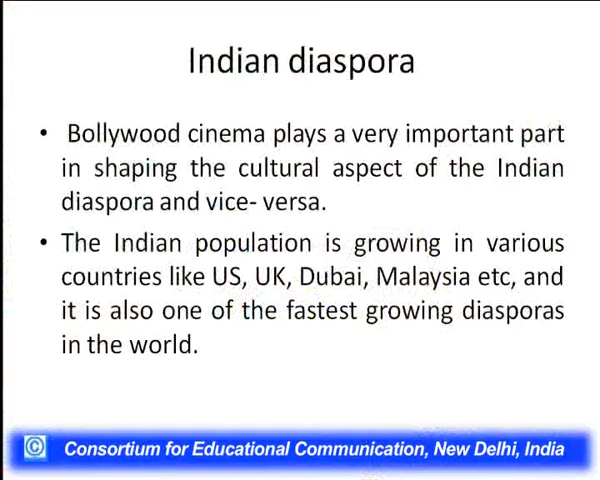 Indian diaspora
• Bollywood cinema plays a very important part
in shaping the cultural aspect of the Indian
diaspora and vice- versa.
• The Indian population is growing in various
countries like US, UK, Dubai, Malaysia etc, and
it is also one of the fastest growing diasporas
in the world.
© Consortium for Educational Communication, New Delhi, India